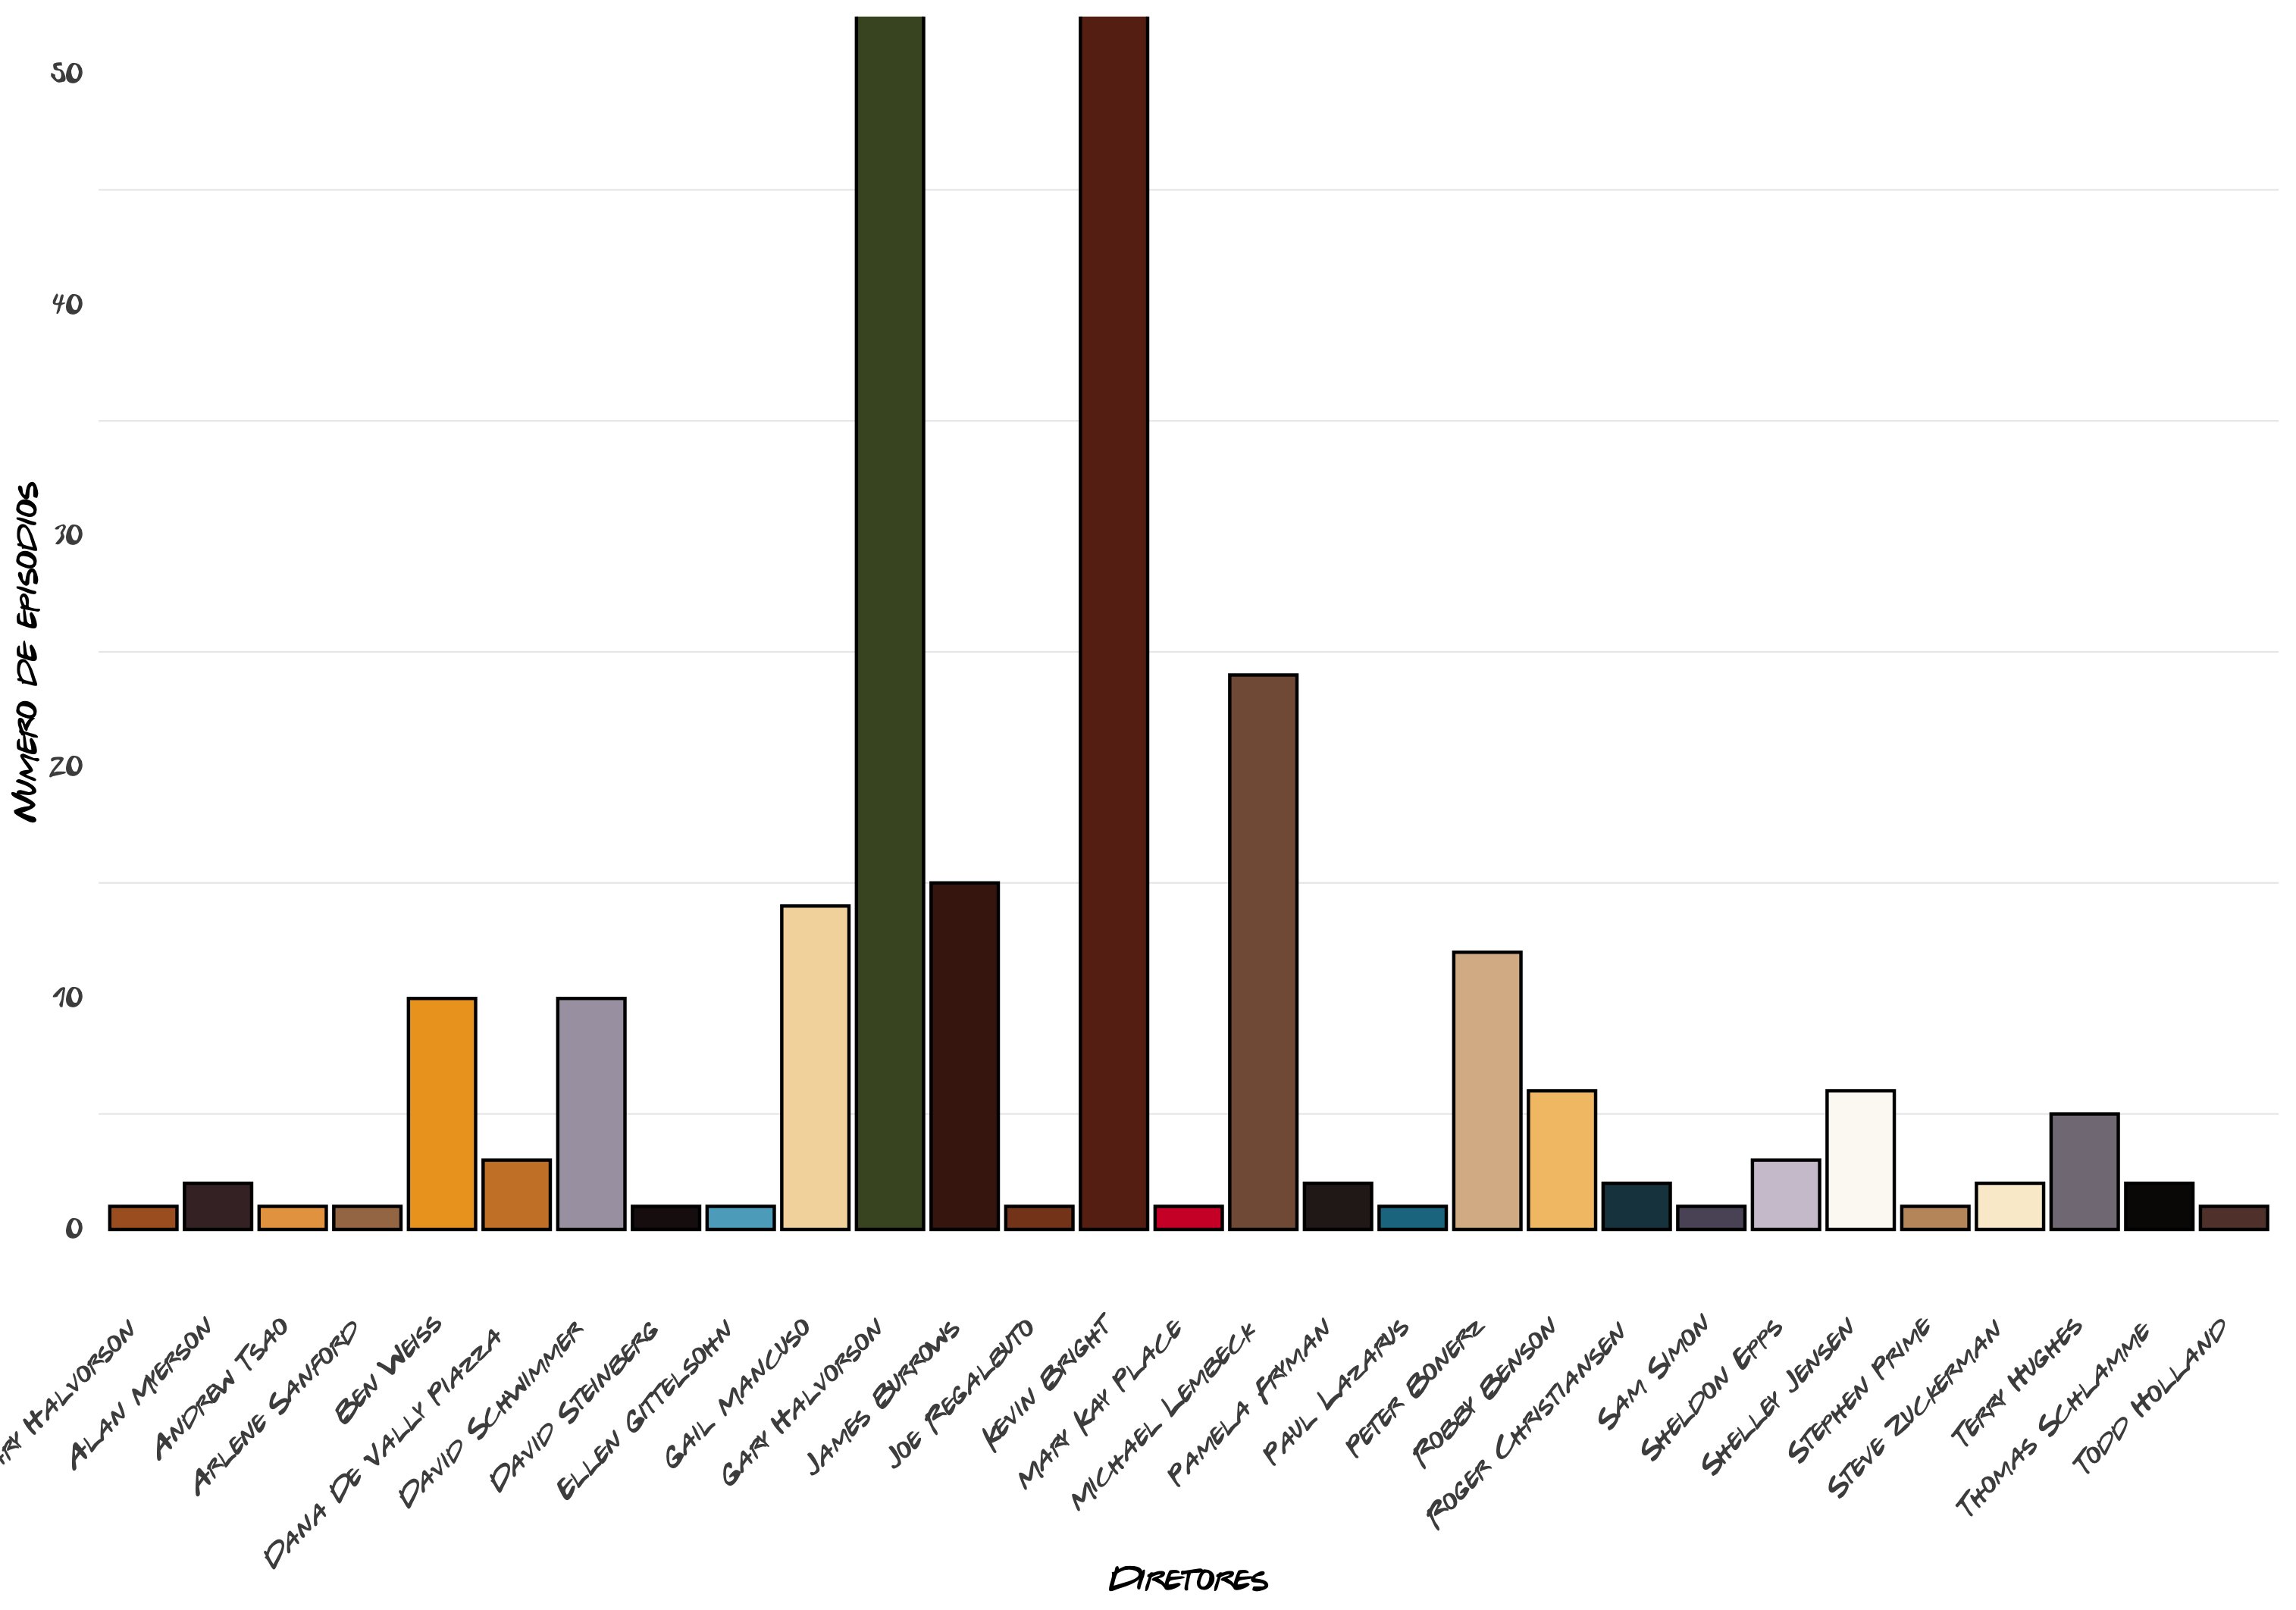 50
40
30
20
10
0
Numero de episodios
ry Halvorson
Alan Myerson
Andrew Tsao
Arlene Sanford
Ben Weiss
Dana De Vally Piazza
David Schwimmer
David Steinberg
Ellen Gittelsohn
Gail Mancuso
Gary Halvorson
James Burrows
Joe Regalbuto
Kevin Bright
Mary Kay Place
Michael Lembeck
Pamela Fryman
Paul Lazarus
Peter Bonerz
Robby Benson
Roger Christiansen
Sam Simon
Sheldon Epps
Shelley Jensen
Stephen Prime
Steve Zuckerman
Terry Hughes
Thomas Schlamme
Todd Holland
Diretores